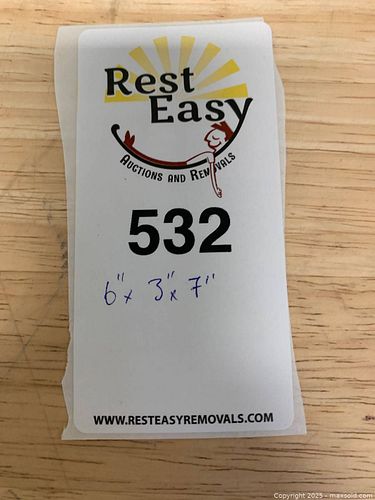 Rest
Easy
Auctions and Removals
532
6" x 3" x 7"
WWW.RESTEASYREMOVALS.COM
Copyright 2025 - maxsold.com